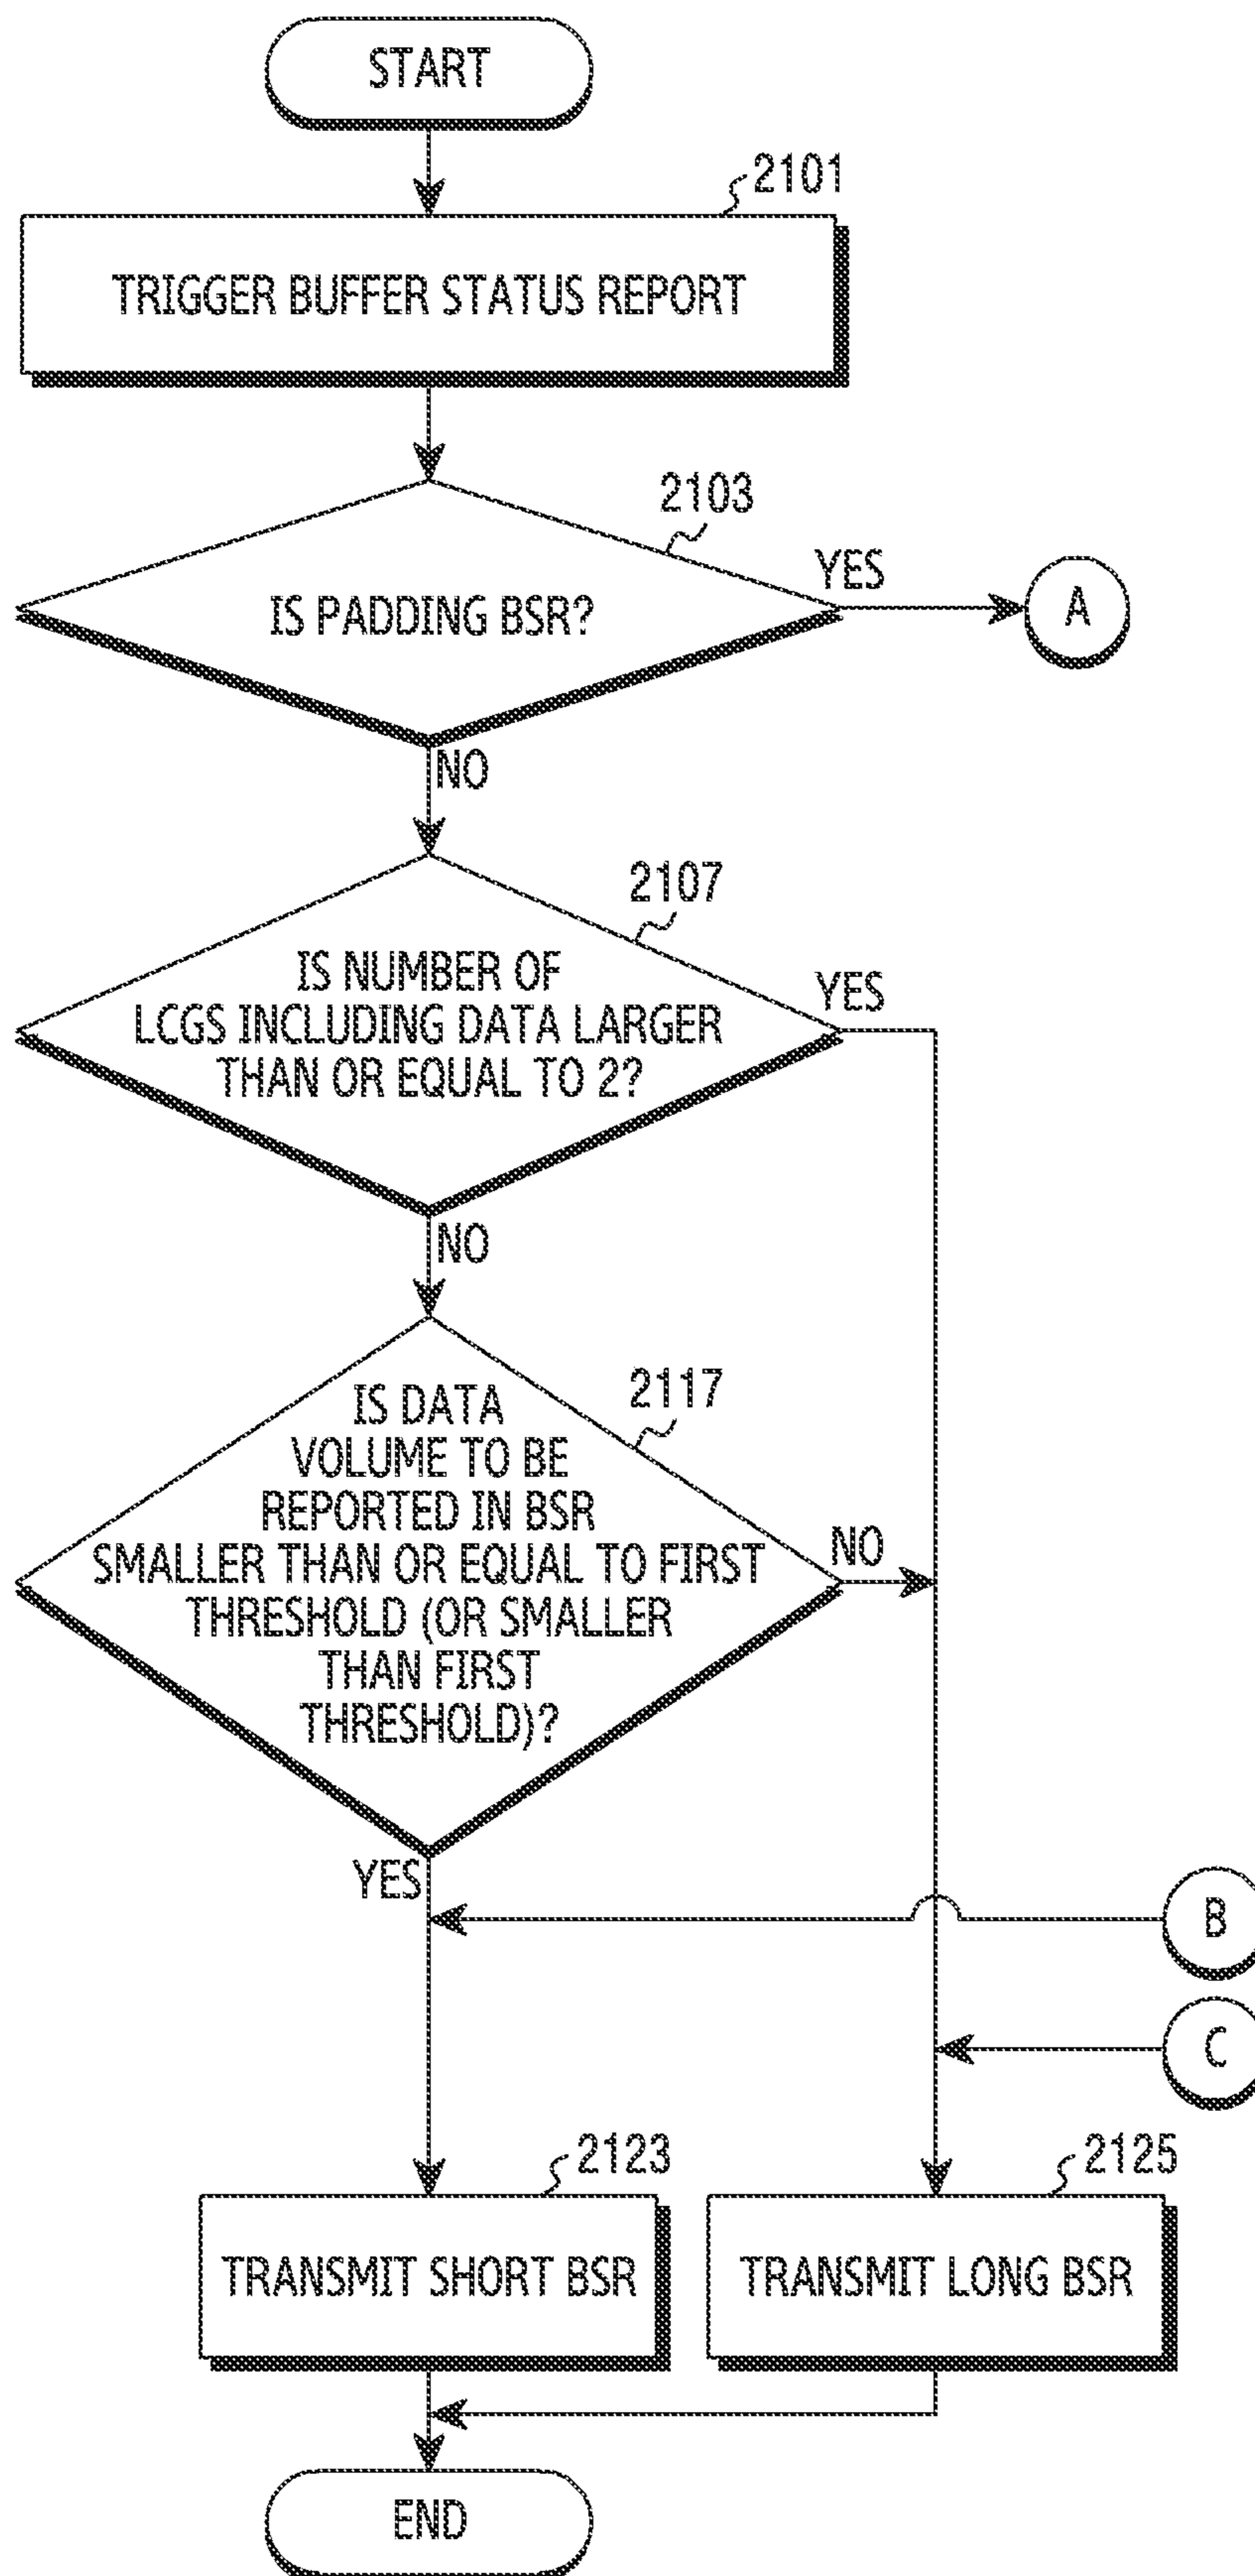 START
2101
TRIGGER BUFFER STATUS REPORT
2103
IS PADDING BSR?
YES
A
NO
2107
IS NUMBER OF
LCGS INCLUDING DATA LARGER
THAN OR EQUAL TO 2?
YES
NO
2117
IS DATA
VOLUME TO BE
REPORTED IN BSR
SMALLER THAN OR EQUAL TO FIRST
THRESHOLD (OR SMALLER
THAN FIRST
THRESHOLD)?
NO
YES
B
C
2123
TRANSMIT SHORT BSR
2125
TRANSMIT LONG BSR
END